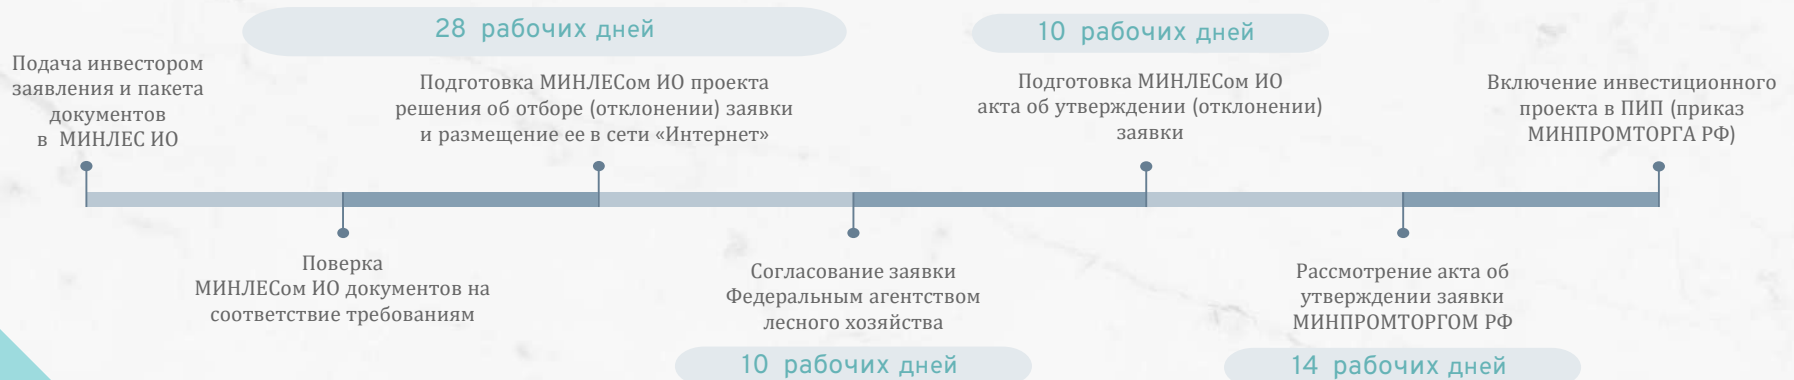 28 рабочих дней
10 рабочих дней
Подача инвестором
заявления и пакета
документов
в МИНЛЕС ИО
Подготовка МИНЛЕСом ИО проекта
решения об отборе (отклонении) заявки
и размещение ее в сети «Интернет»
Подготовка МИНЛЕСом ИО
акта об утверждении (отклонении)
заявки
Включение инвестиционного
проекта в ПИП (приказ
МИНПРОМТОРГА РФ)
Поверка
МИНЛЕСом ИО документов на
соответствие требованиям
Согласование заявки
Федеральным агентством
лесного хозяйства
Рассмотрение акта об
утверждении заявки
МИНПРОМТОРГОМ РФ
10 рабочих дней
14 рабочих дней